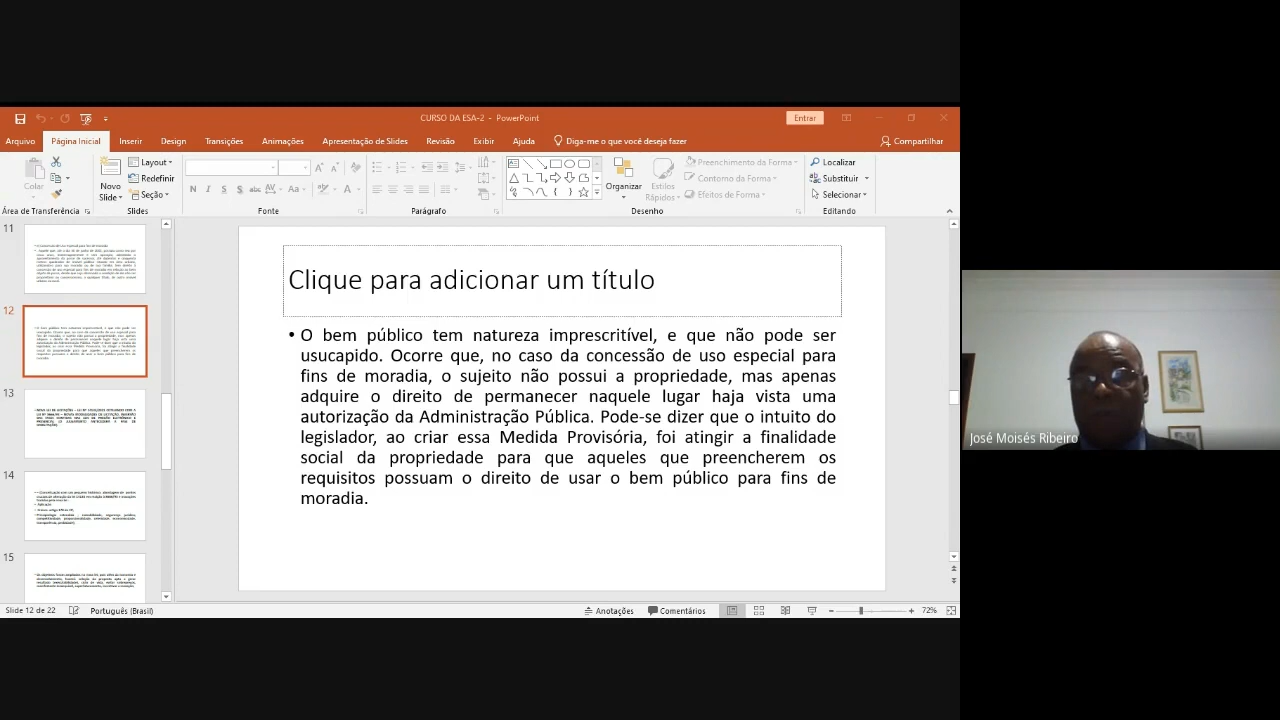 CURSO DA ESA-2 - PowerPoint
Entrar
Arquivo
Página Inicial
Inserir
Design
Transições
Animações
Apresentação de Slides
Revisão
Exibir
Ajuda
Diga-me o que você deseja fazer
Compartilhar
Colar
Novo
Slide
Layout
Redefinir
Seção
N I S S abc AV Aa A
Organizar
Estilos
Rápidos
Preenchimento da Forma
Contorno da Forma
Efeitos de Forma
Localizar
Substituir
Selecionar
Área de Transferência
Slides
Fonte
Parágrafo
Desenho
Editando
11
12
13
14
15
Clique para adicionar um título
• O bem público tem natureza imprescritível, e que não pode ser
usucapido. Ocorre que, no caso da concessão de uso especial para
fins de moradia, o sujeito não possui a propriedade, mas apenas
adquire o direito de permanecer naquele lugar haja vista uma
autorização da Administração Pública. Pode-se dizer que o intuito do
legislador, ao criar essa Medida Provisória, foi atingir a finalidade
social da propriedade para que aqueles que preencherem os
requisitos possuam o direito de usar o bem público para fins de
moradia.
José Moisés Ribeiro
Slide 12 de 22
Português (Brasil)
Anotações
Comentários
72%